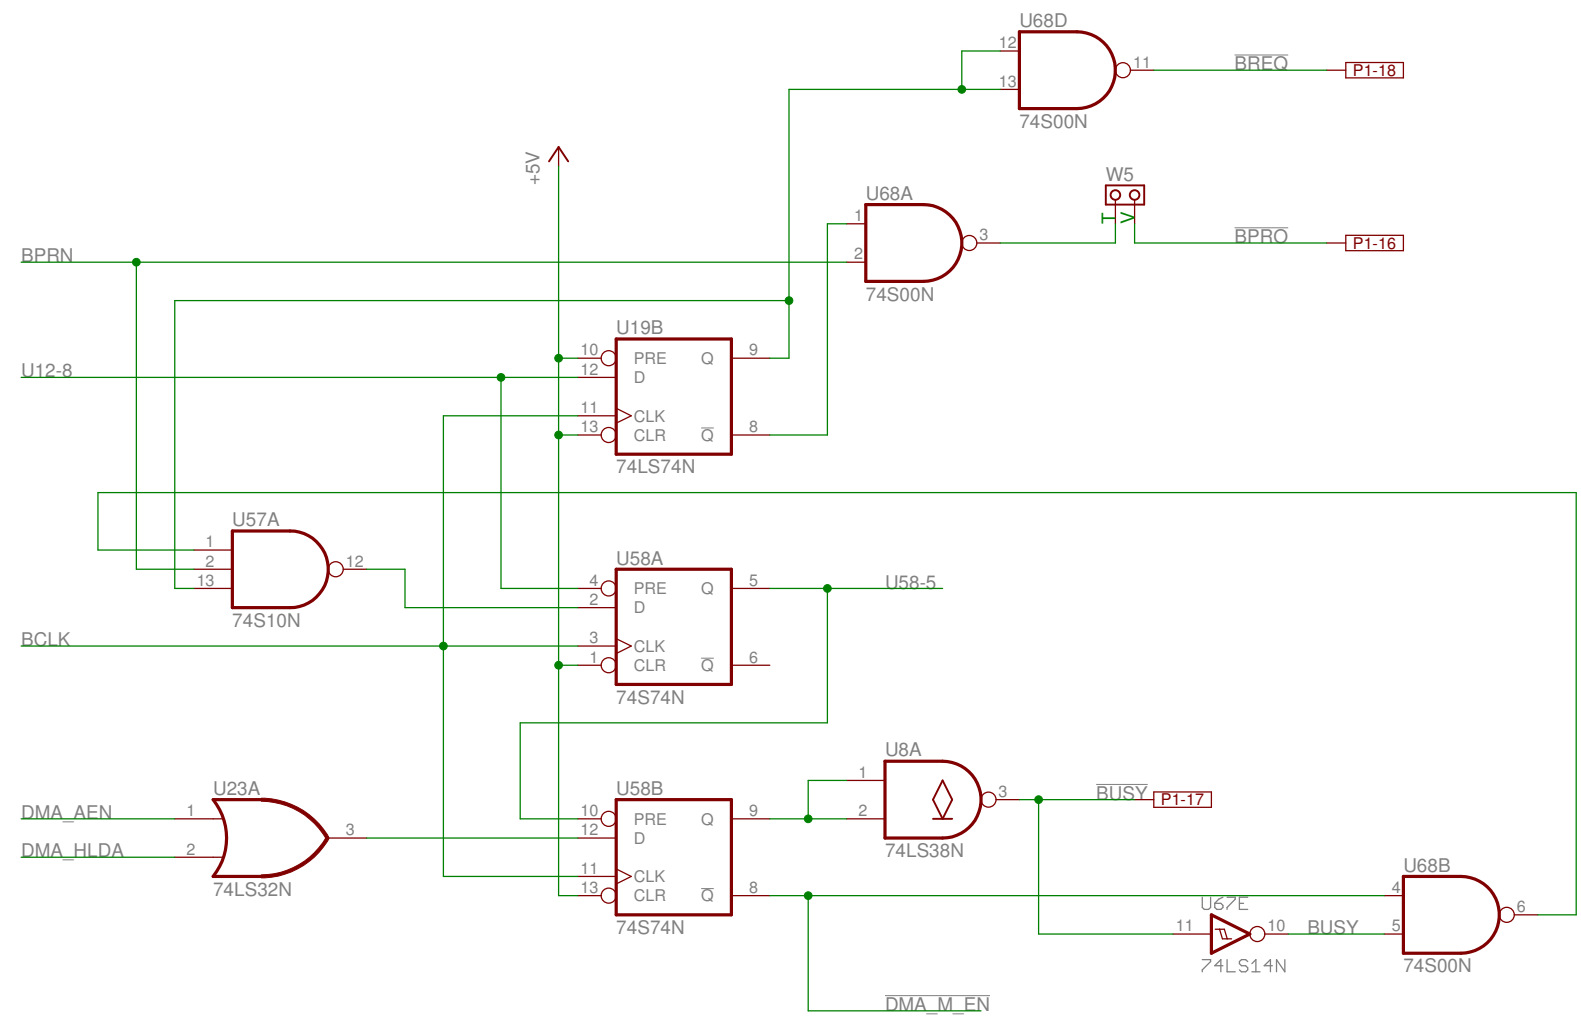 U68D
12
13
11
BREQ
P1-18
74S00N
+5V
W5
U68A
1
2
3
BPRO
P1-16
74S00N
BPRN
U19B
10
PRE
Q
9
U12-8
12
D
11
CLK
13
CLR
Q
8
74LS74N
U57A
1
2
13
12
74S10N
U58A
4
PRE
Q
5
U58-5
2
D
BCLK
3
CLK
1
CLR
Q
6
74S74N
U8A
1
2
3
BUSY
P1-17
74LS38N
U23A
DMA_AEN
1
DMA_HLDA
2
3
74LS32N
U58B
10
PRE
Q
9
12
D
11
CLK
13
CLR
Q
8
74S74N
U68B
4
5
6
74S00N
U67E
11
10
BUSY
74LS14N
DMA_M_EN